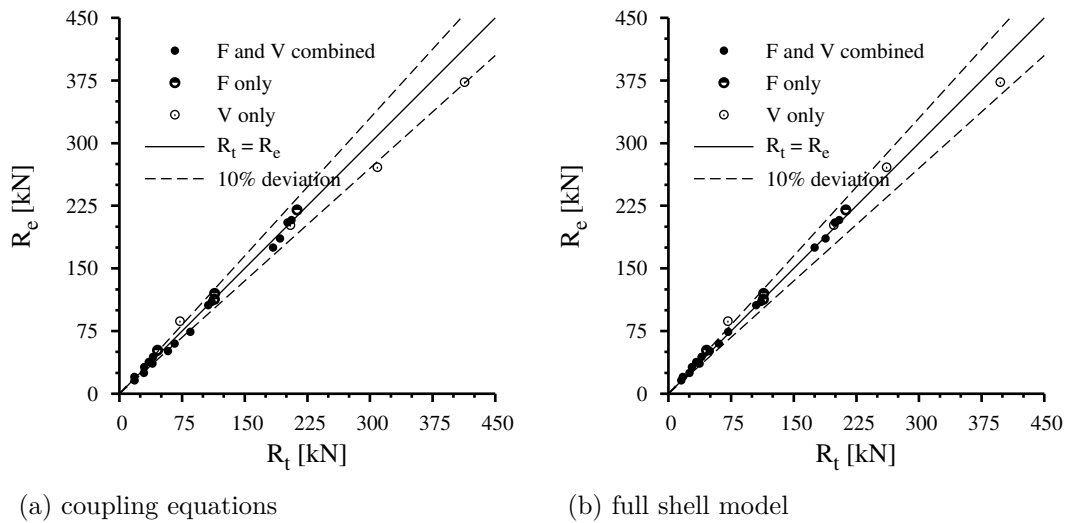 450
375
300
225
150
75
0
R_e [kN]
F and V combined
F only
V only
R_t = R_e
10% deviation
0 75 150 225 300 375 450
R_t [kN]
(a) coupling equations
450
375
300
225
150
75
0
R_e [kN]
F and V combined
F only
V only
R_t = R_e
10% deviation
0 75 150 225 300 375 450
R_t [kN]
(b) full shell model